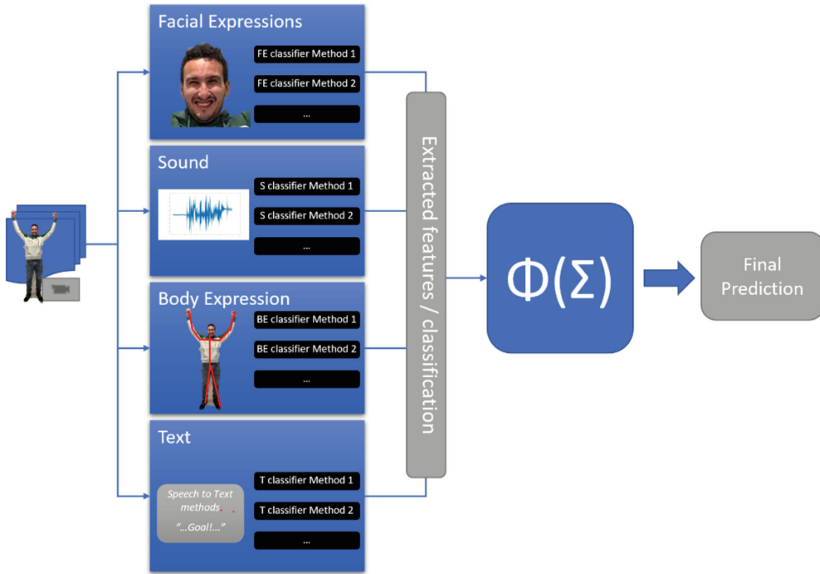 Facial Expressions
FE classifier Method 1
FE classifier Method 2
...
Sound
S classifier Method 1
S classifier Method 2
...
Body Expression
BE classifier Method 1
BE classifier Method 2
...
Text
Speech to Text
methods.
"...Goal!!..."
T classifier Method 1
T classifier Method 2
...
Extracted features / classification
Φ(Σ)
Final
Prediction